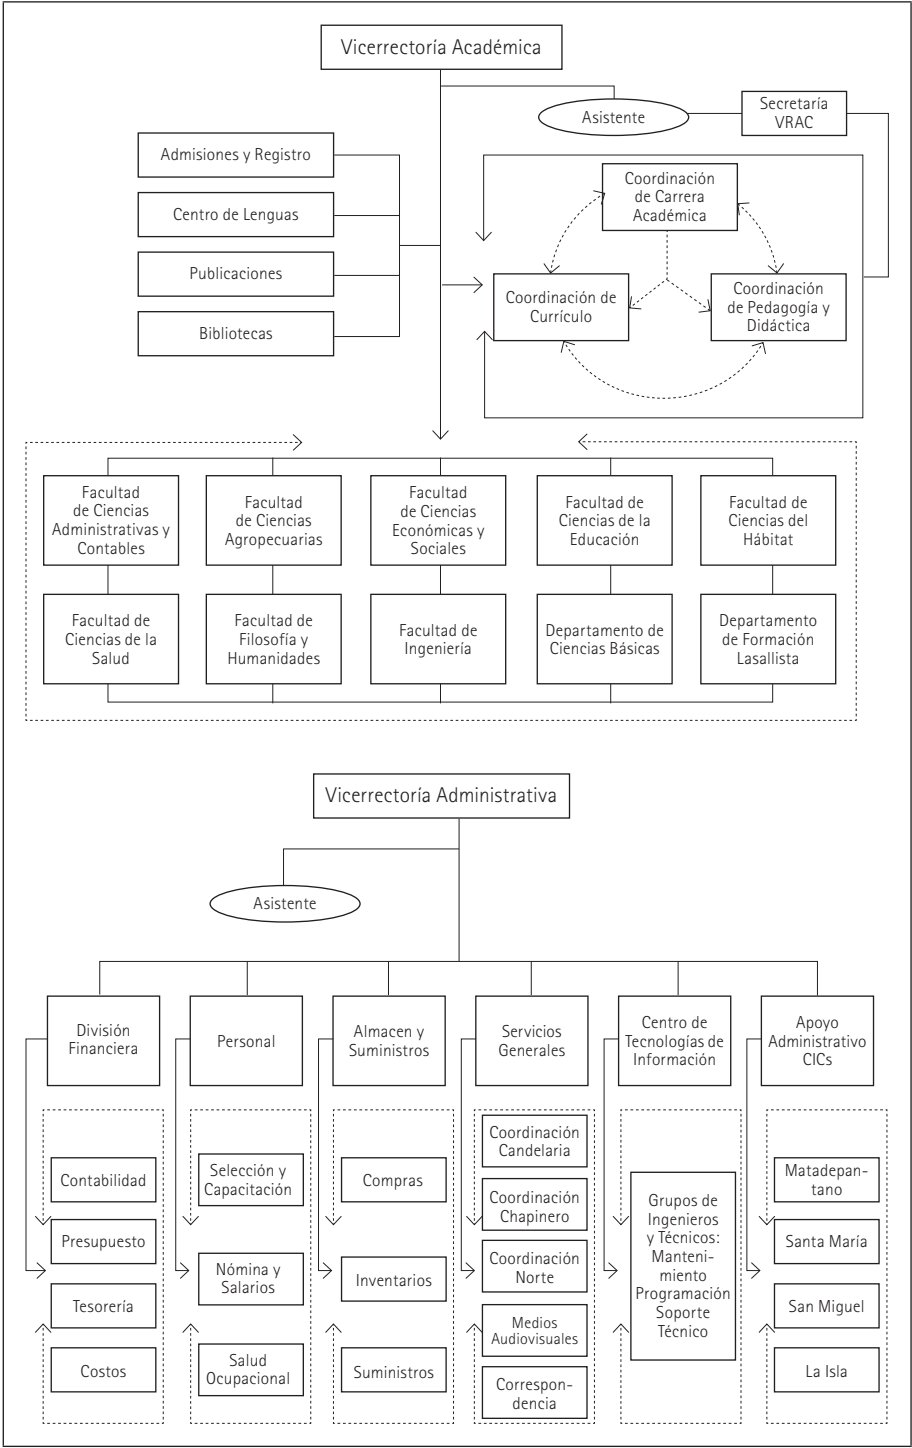 Vicerrectoría Académica
Asistente
Secretaría
VRAC
Admisiones y Registro
Centro de Lenguas
Publicaciones
Bibliotecas
Coordinación
de Carrera
Académica
Coordinación de
Currículo
Coordinación
de Pedagogía y
Didáctica
Facultad
de Ciencias
Administrativas y
Contables
Facultad
de Ciencias
Agropecuarias
Facultad
de Ciencias
Económicas y
Sociales
Facultad de
Ciencias de la
Educación
Facultad de
Ciencias del
Hábitat
Facultad de
Ciencias de la
Salud
Facultad de
Filosofía y
Humanidades
Facultad de
Ingeniería
Departamento de
Ciencias Básicas
Departamento
de Formación
Lasallista
Vicerrectoría Administrativa
Asistente
División
Financiera
Personal
Almacen y
Suministros
Servicios
Generales
Centro de
Tecnologías de
Información
Apoyo
Administrativo
CICs
Contabilidad
Presupuesto
Tesorería
Costos
Selección y
Capacitación
Nómina y
Salarios
Salud
Ocupacional
Compras
Inventarios
Suministros
Coordinación
Candelaria
Coordinación
Chapinero
Coordinación
Norte
Medios
Audiovisuales
Correspon-
dencia
Grupos de
Ingenieros
y Técnicos:
Manteni-
miento
Programación
Soporte
Técnico
Matadepan-
tano
Santa María
San Miguel
La Isla